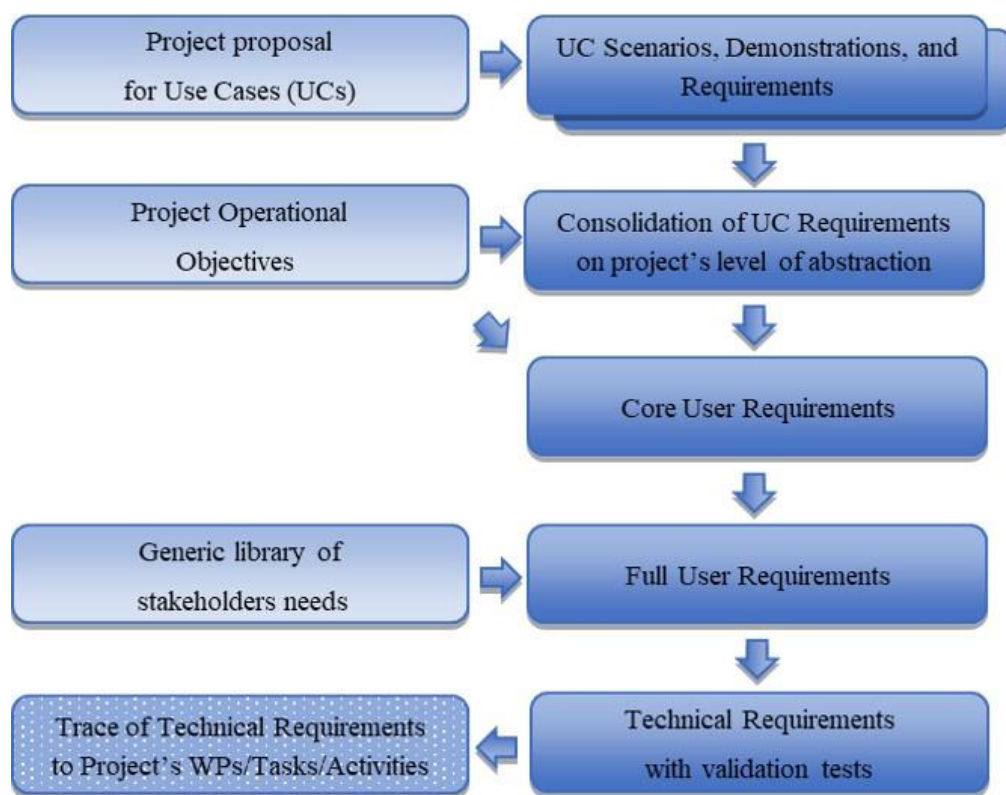 Project proposal
for Use Cases (UCs)
UC Scenarios, Demonstrations, and
Requirements
Project Operational
Objectives
Consolidation of UC Requirements
on project's level of abstraction
Core User Requirements
Generic library of
stakeholders needs
Full User Requirements
Trace of Technical Requirements
to Project's WPs/Tasks/Activities
Technical Requirements
with validation tests